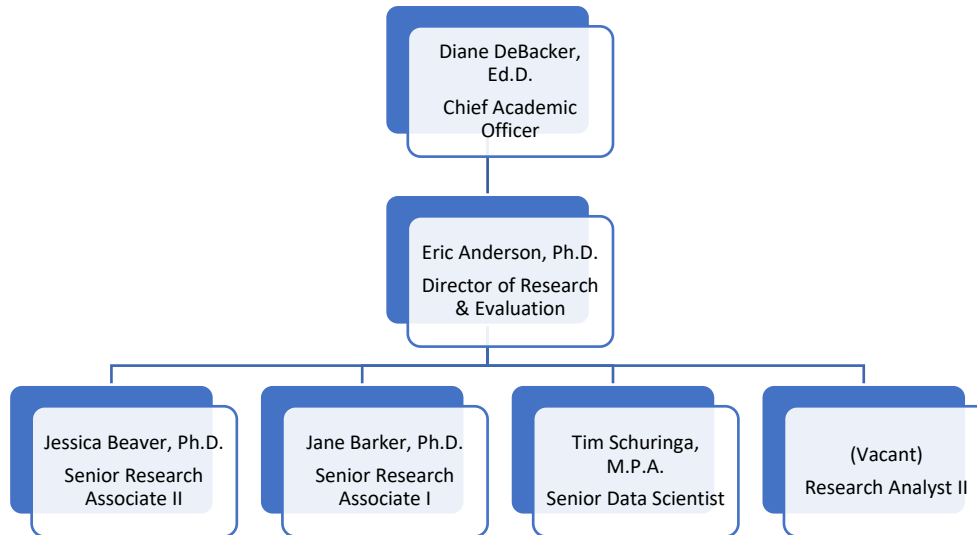 Diane DeBacker,
Ed.D.
Chief Academic
Officer
Eric Anderson, Ph.D.
Director of Research
& Evaluation
Jessica Beaver, Ph.D.
Senior Research
Associate II
Jane Barker, Ph.D.
Senior Research
Associate I
Tim Schuringa,
M.P.A.
Senior Data Scientist
(Vacant)
Research Analyst II